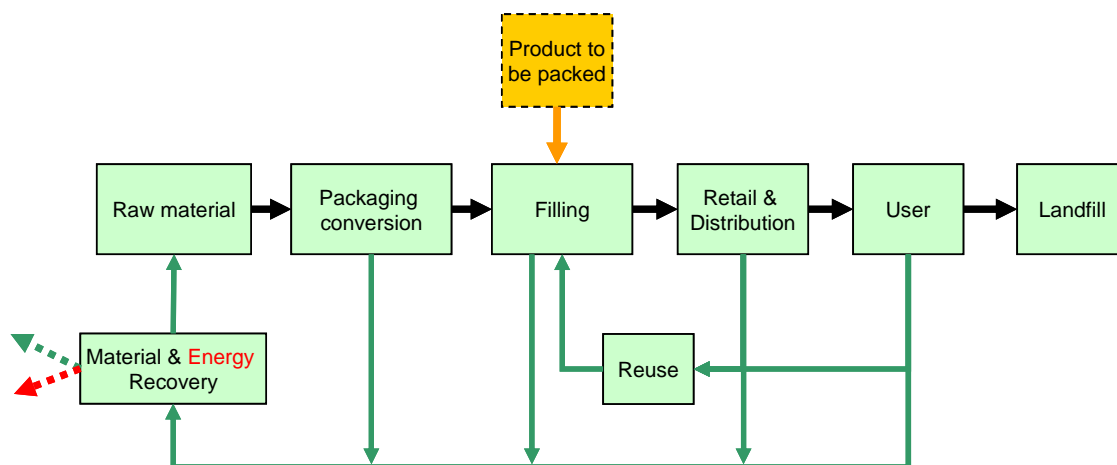 Product to
be packed
Raw material
Packaging
conversion
Filling
Retail &
Distribution
User
Landfill
Material & Energy
Recovery
Reuse